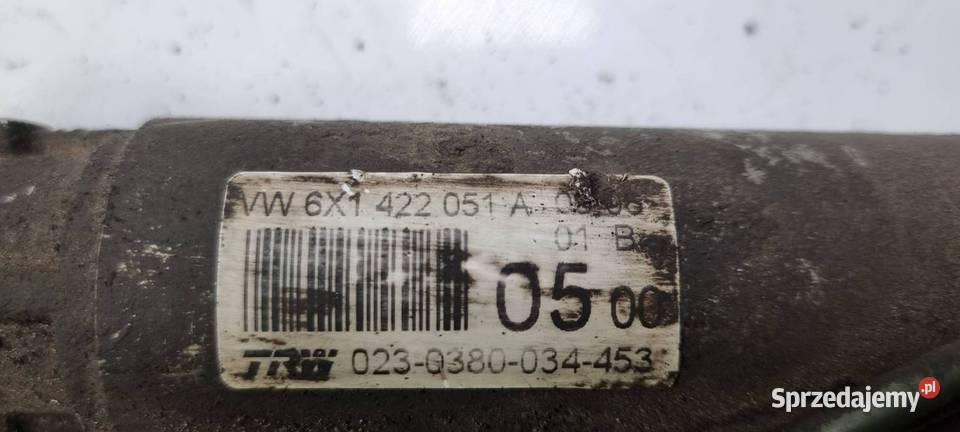 VW 6X1 422 051 A
01 B
05 00
TRW 023-0380-034-453
Sprzedajemy.pl